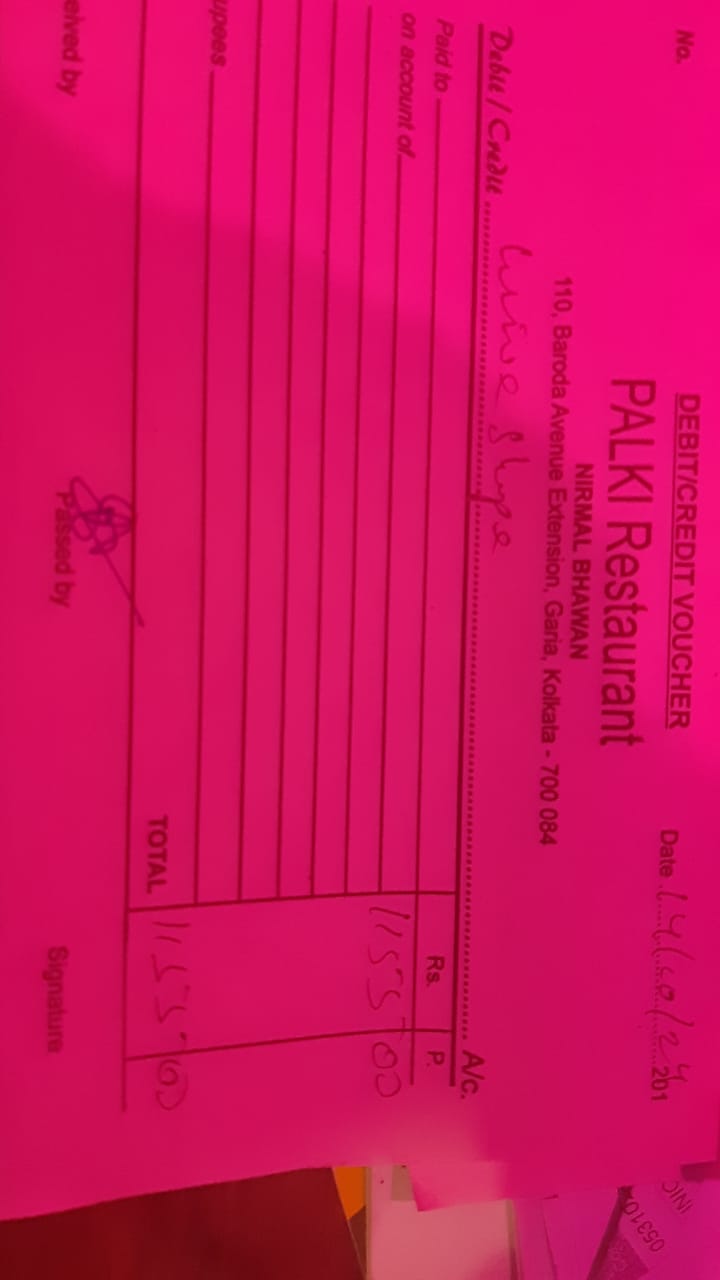 DEBIT/CREDIT VOUCHER
No.
Date 14/10/24 201
PALKI Restaurant
NIRMAL BHAWAN
110, Baroda Avenue Extension, Garia, Kolkata - 700 084
Debit / Credit Wine Shope A/c.
Paid to Rs. P.
on account of 1155 00
upees
TOTAL 1155 00
eived by Passed by Signature
INIC
05310